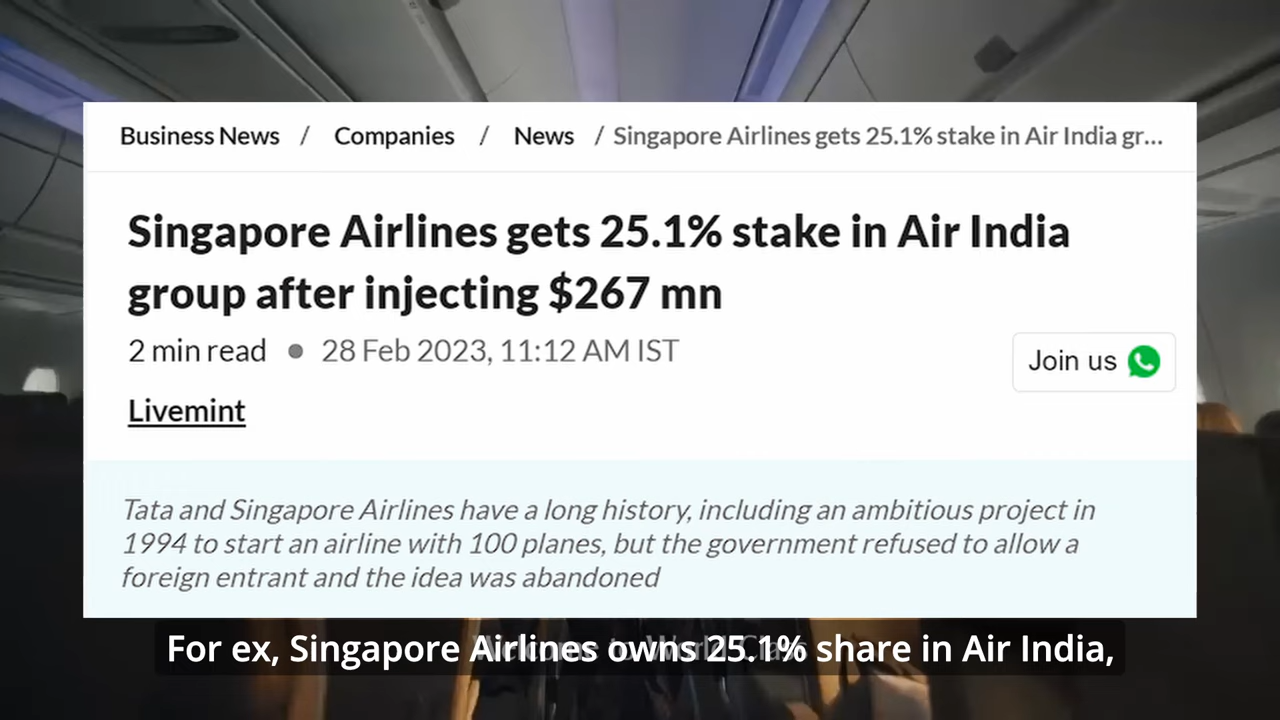 Business News / Companies / News / Singapore Airlines gets 25.1% stake in Air India gr...
Singapore Airlines gets 25.1% stake in Air India
group after injecting $267 mn
2 min read • 28 Feb 2023, 11:12 AM IST
Join us
Livemint
Tata and Singapore Airlines have a long history, including an ambitious project in
1994 to start an airline with 100 planes, but the government refused to allow a
foreign entrant and the idea was abandoned
For ex, Singapore Airlines owns 25.1% share in Air India,